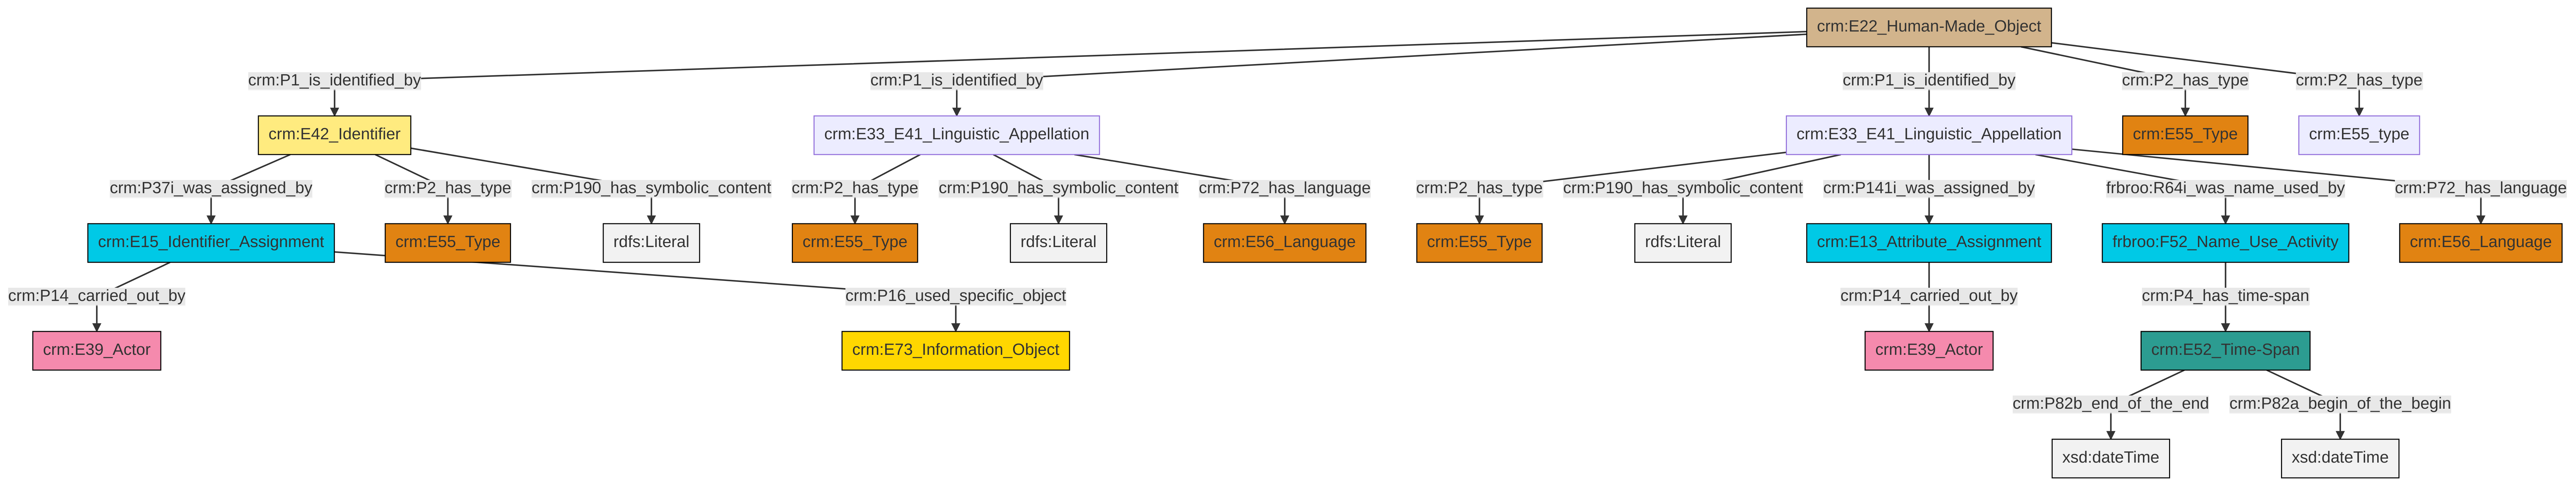 crm:E22_Human-Made_Object
crm:P1_is_identified_by
crm:P1_is_identified_by
crm:P1_is_identified_by
crm:P2_has_type
crm:P2_has_type
crm:E42_Identifier
crm:E33_E41_Linguistic_Appellation
crm:E33_E41_Linguistic_Appellation
crm:E55_Type
crm:E55_type
crm:P37i_was_assigned_by
crm:P2_has_type
crm:P190_has_symbolic_content
crm:P2_has_type
crm:P190_has_symbolic_content
crm:P72_has_language
crm:P2_has_type
crm:P190_has_symbolic_content
crm:P141i_was_assigned_by
frbroo:R64i_was_name_used_by
crm:P72_has_language
crm:E15_Identifier_Assignment
crm:E55_Type
rdfs:Literal
crm:E55_Type
rdfs:Literal
crm:E56_Language
crm:E55_Type
rdfs:Literal
crm:E13_Attribute_Assignment
frbroo:F52_Name_Use_Activity
crm:E56_Language
crm:P14_carried_out_by
crm:P16_used_specific_object
crm:P14_carried_out_by
crm:P4_has_time-span
crm:E39_Actor
crm:E73_Information_Object
crm:E39_Actor
crm:E52_Time-Span
crm:P82b_end_of_the_end
crm:P82a_begin_of_the_begin
xsd:dateTime
xsd:dateTime